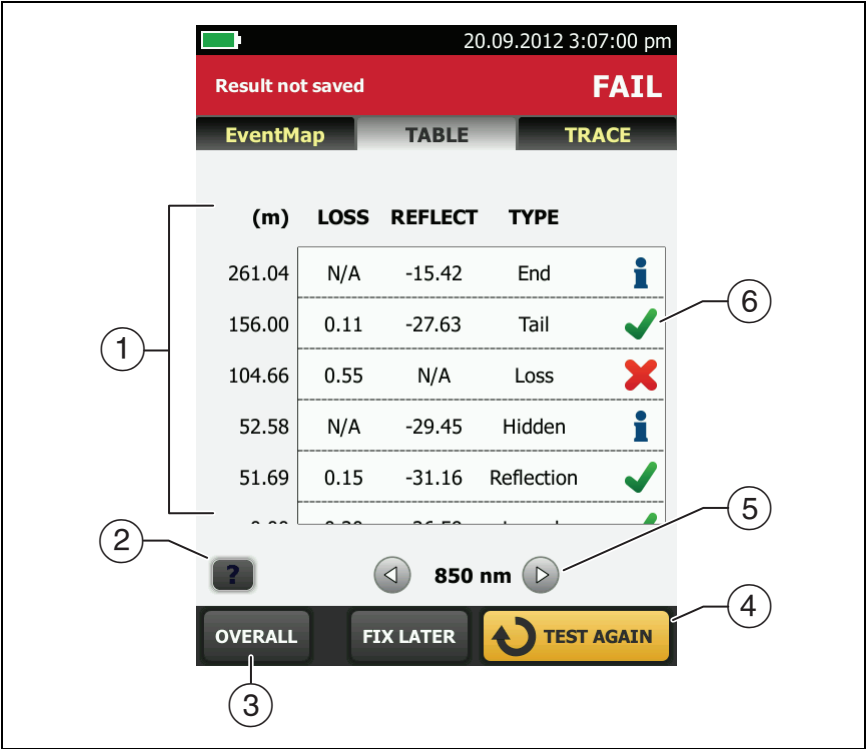 20.09.2012 3:07:00 pm
Result not saved FAIL
EventMap TABLE TRACE
(m) LOSS REFLECT TYPE
261.04 N/A -15.42 End
156.00 0.11 -27.63 Tail
104.66 0.55 N/A Loss
52.58 N/A -29.45 Hidden
51.69 0.15 -31.16 Reflection
? 850 nm
OVERALL FIX LATER TEST AGAIN
1
2
3
4
5
6